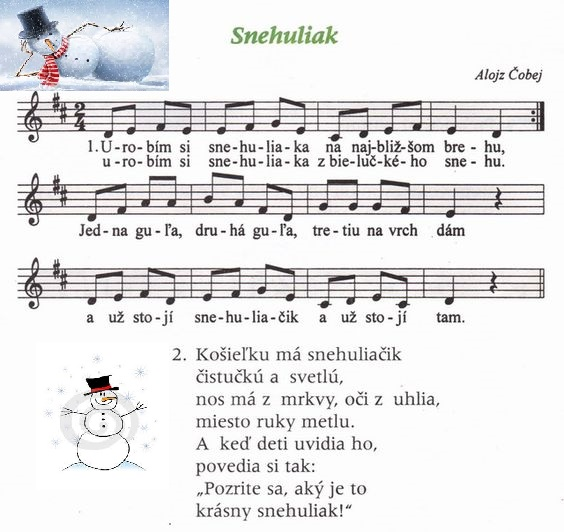 Snehuliak
Alojz Čobej
2
4
1.U-ro-bím si sne-hu-lia-ka na naj-bliž-šom bre-hu,
u-ro-bím si sne-hu-lia-ka z bie-luč-ké-ho sne-hu.
Jed-na gu-ľa, dru-há gu-ľa, tre-tiu na vrch dám
a už sto-jí sne-hu-lia-čik a už sto-jí tam.
2. Košieľku má snehuliačik
čistučkú a svetlú,
nos má z mrkvy, oči z uhlia,
miesto ruky metlu.
A keď deti uvidia ho,
povedia si tak:
„Pozrite sa, aký je to
krásny snehuliak!“